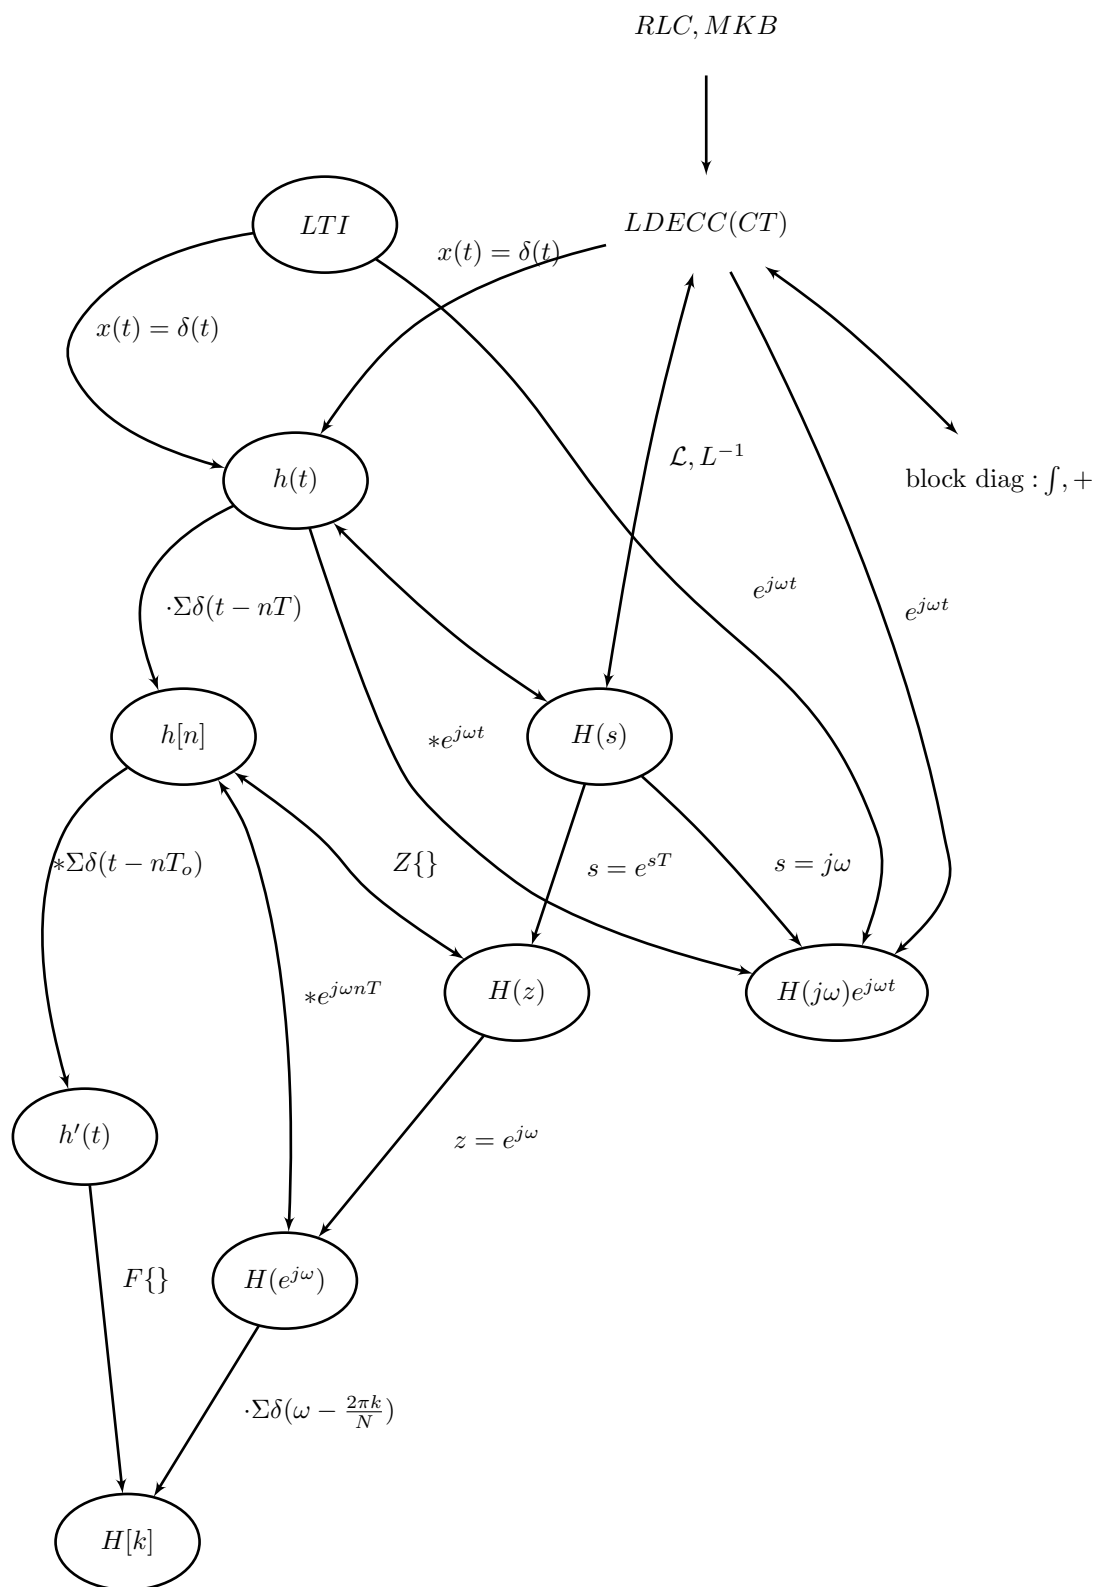 RLC, MKB
LTI
LDECC(CT)
x(t) = δ(t)
x(t) = δ(t)
ℒ, L⁻¹
h(t)
block diag : ∫, +
e^{jωt}
·Σδ(t − nT)
e^{jωt}
h[n]
*e^{jωt}
H(s)
*Σδ(t − nT_o)
Z{}
s = e^{sT}
s = jω
*e^{jωnT}
H(z)
H(jω)e^{jωt}
h′(t)
z = e^{jω}
F{}
H(e^{jω})
·Σδ(ω − \frac{2πk}{N})
H[k]